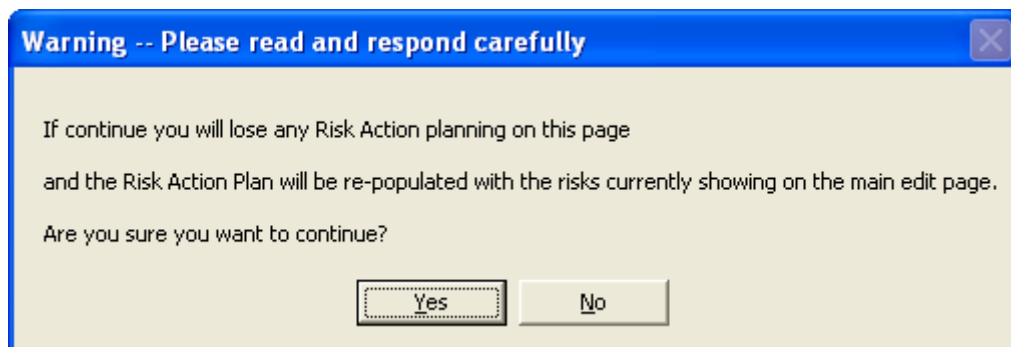 Warning -- Please read and respond carefully
If continue you will lose any Risk Action planning on this page
and the Risk Action Plan will be re-populated with the risks currently showing on the main edit page.
Are you sure you want to continue?
Yes No